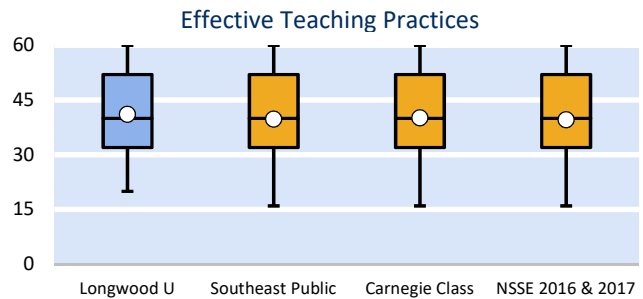 Effective Teaching Practices
60
45
30
15
0
Longwood U Southeast Public Carnegie Class NSSE 2016 & 2017